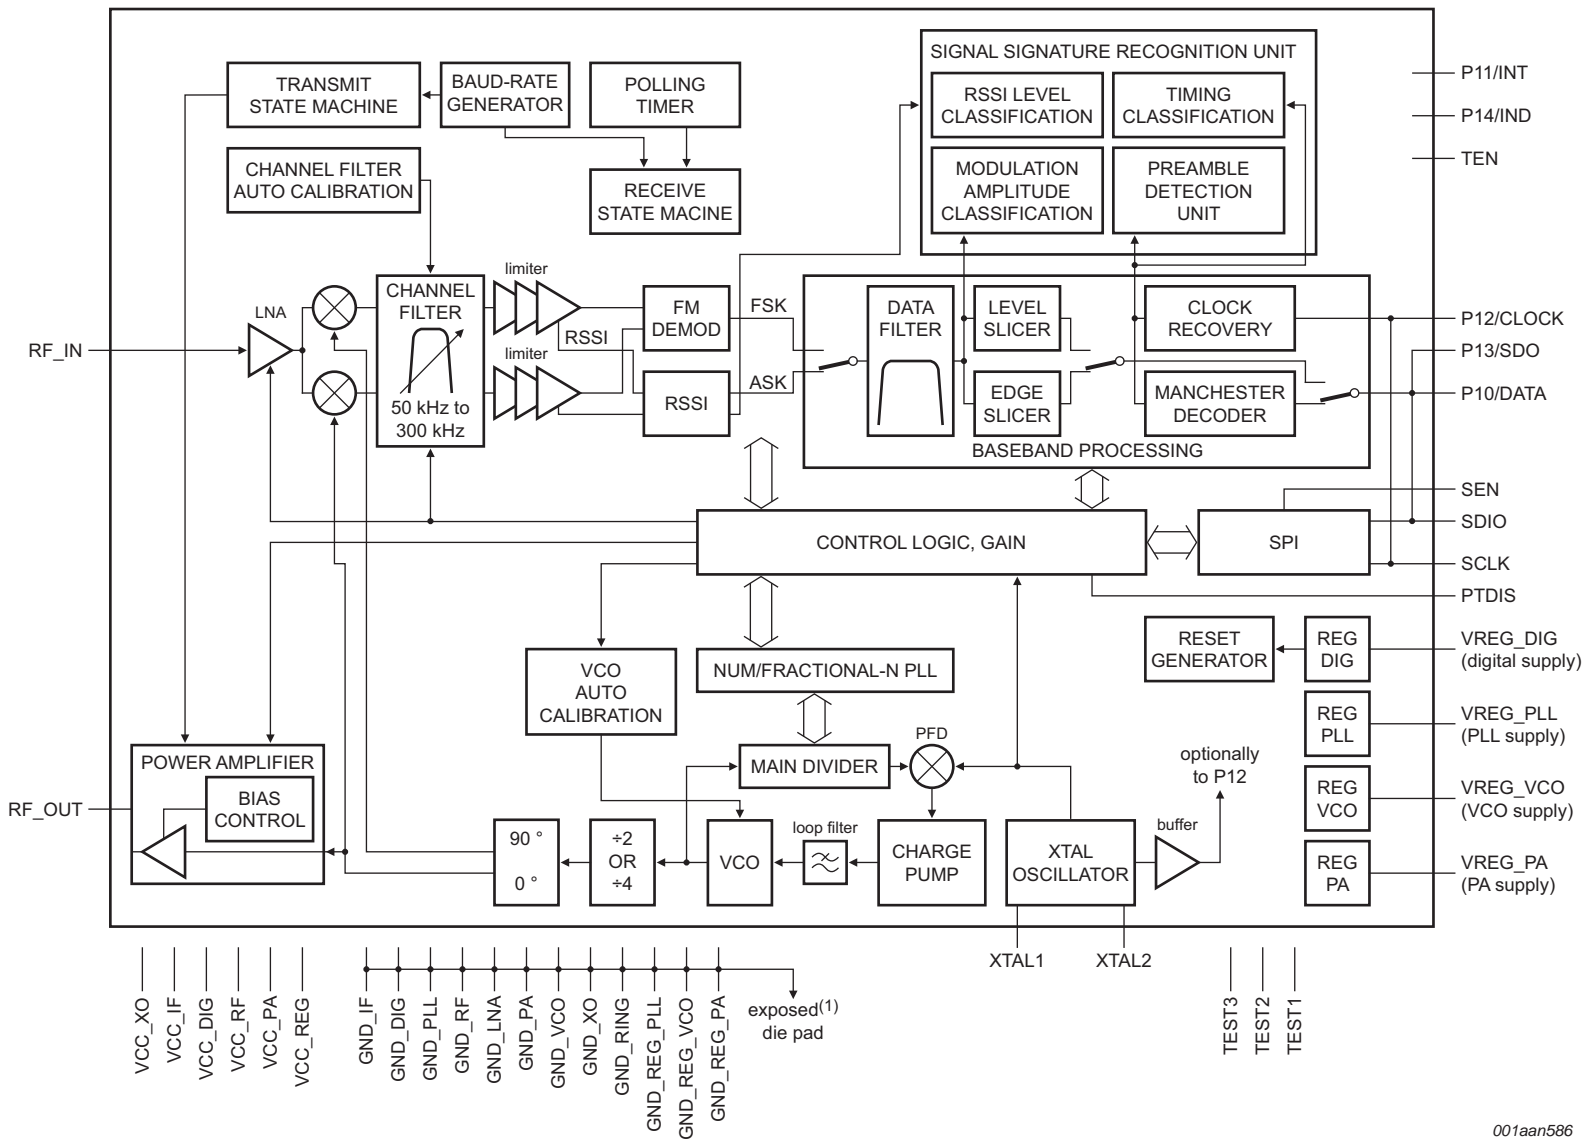 SIGNAL SIGNATURE RECOGNITION UNIT
TRANSMIT
STATE MACHINE
BAUD-RATE
GENERATOR
POLLING
TIMER
RSSI LEVEL
CLASSIFICATION
TIMING
CLASSIFICATION
P11/INT
P14/IND
TEN
CHANNEL FILTER
AUTO CALIBRATION
RECEIVE
STATE MACINE
MODULATION
AMPLITUDE
CLASSIFICATION
PREAMBLE
DETECTION
UNIT
RF_IN
LNA
CHANNEL
FILTER
50 kHz to
300 kHz
limiter
RSSI
limiter
FM
DEMOD
RSSI
FSK
ASK
DATA
FILTER
LEVEL
SLICER
EDGE
SLICER
CLOCK
RECOVERY
MANCHESTER
DECODER
BASEBAND PROCESSING
P12/CLOCK
P13/SDO
P10/DATA
SEN
SDIO
SCLK
PTDIS
CONTROL LOGIC, GAIN
SPI
VCO
AUTO
CALIBRATION
NUM/FRACTIONAL-N PLL
RESET
GENERATOR
REG
DIG
VREG_DIG
(digital supply)
REG
PLL
VREG_PLL
(PLL supply)
REG
VCO
VREG_VCO
(VCO supply)
REG
PA
VREG_PA
(PA supply)
MAIN DIVIDER
PFD
optionally
to P12
RF_OUT
POWER AMPLIFIER
BIAS
CONTROL
90 °
0 °
÷2
OR
÷4
VCO
loop filter
CHARGE
PUMP
XTAL
OSCILLATOR
buffer
XTAL1
XTAL2
VCC_XO
VCC_IF
VCC_DIG
VCC_RF
VCC_PA
VCC_REG
GND_IF
GND_DIG
GND_PLL
GND_RF
GND_LNA
GND_PA
GND_VCO
GND_XO
GND_RING
GND_REG_PLL
GND_REG_VCO
GND_REG_PA
exposed(1)
die pad
TEST3
TEST2
TEST1
001aan586